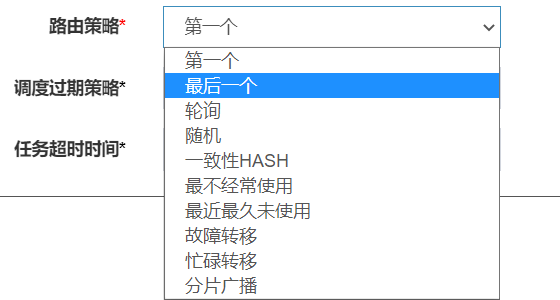 路由策略* 第一个
第一个
调度过期策略* 最后一个
轮询
随机
任务超时时间* 一致性HASH
最不经常使用
最近最久未使用
故障转移
忙碌转移
分片广播